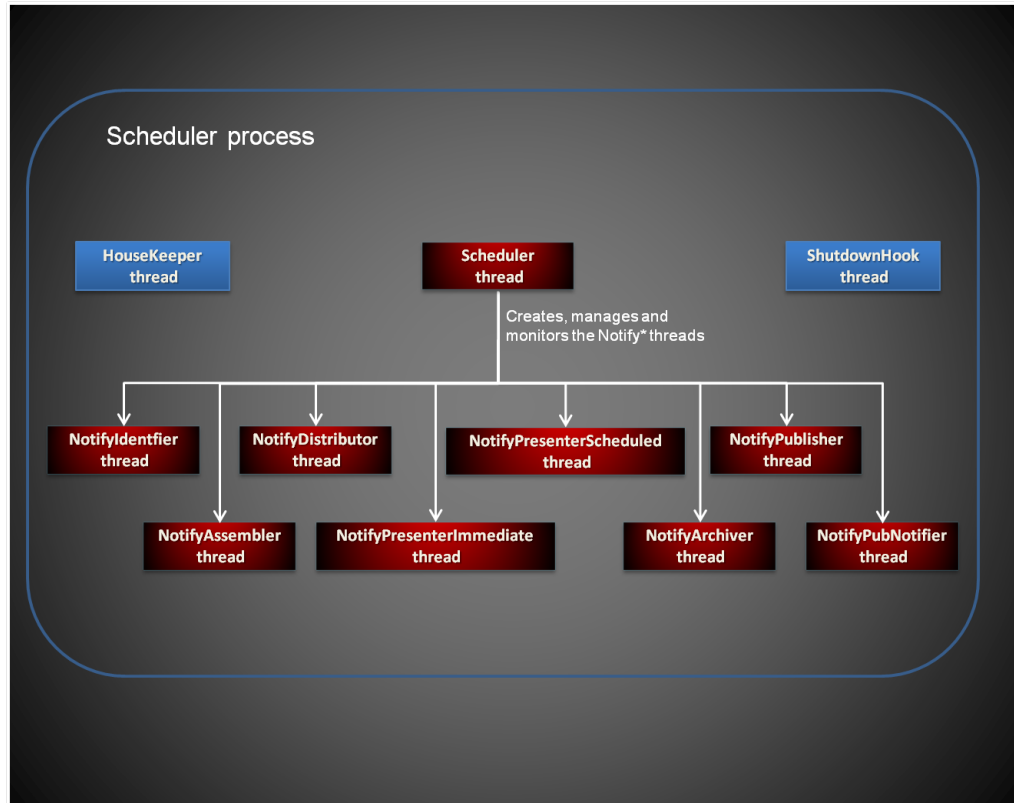 Scheduler process
HouseKeeper
thread
Scheduler
thread
ShutdownHook
thread
Creates, manages and
monitors the Notify* threads
NotifyIdentfier
thread
NotifyDistributor
thread
NotifyPresenterScheduled
thread
NotifyPublisher
thread
NotifyAssembler
thread
NotifyPresenterImmediate
thread
NotifyArchiver
thread
NotifyPubNotifier
thread